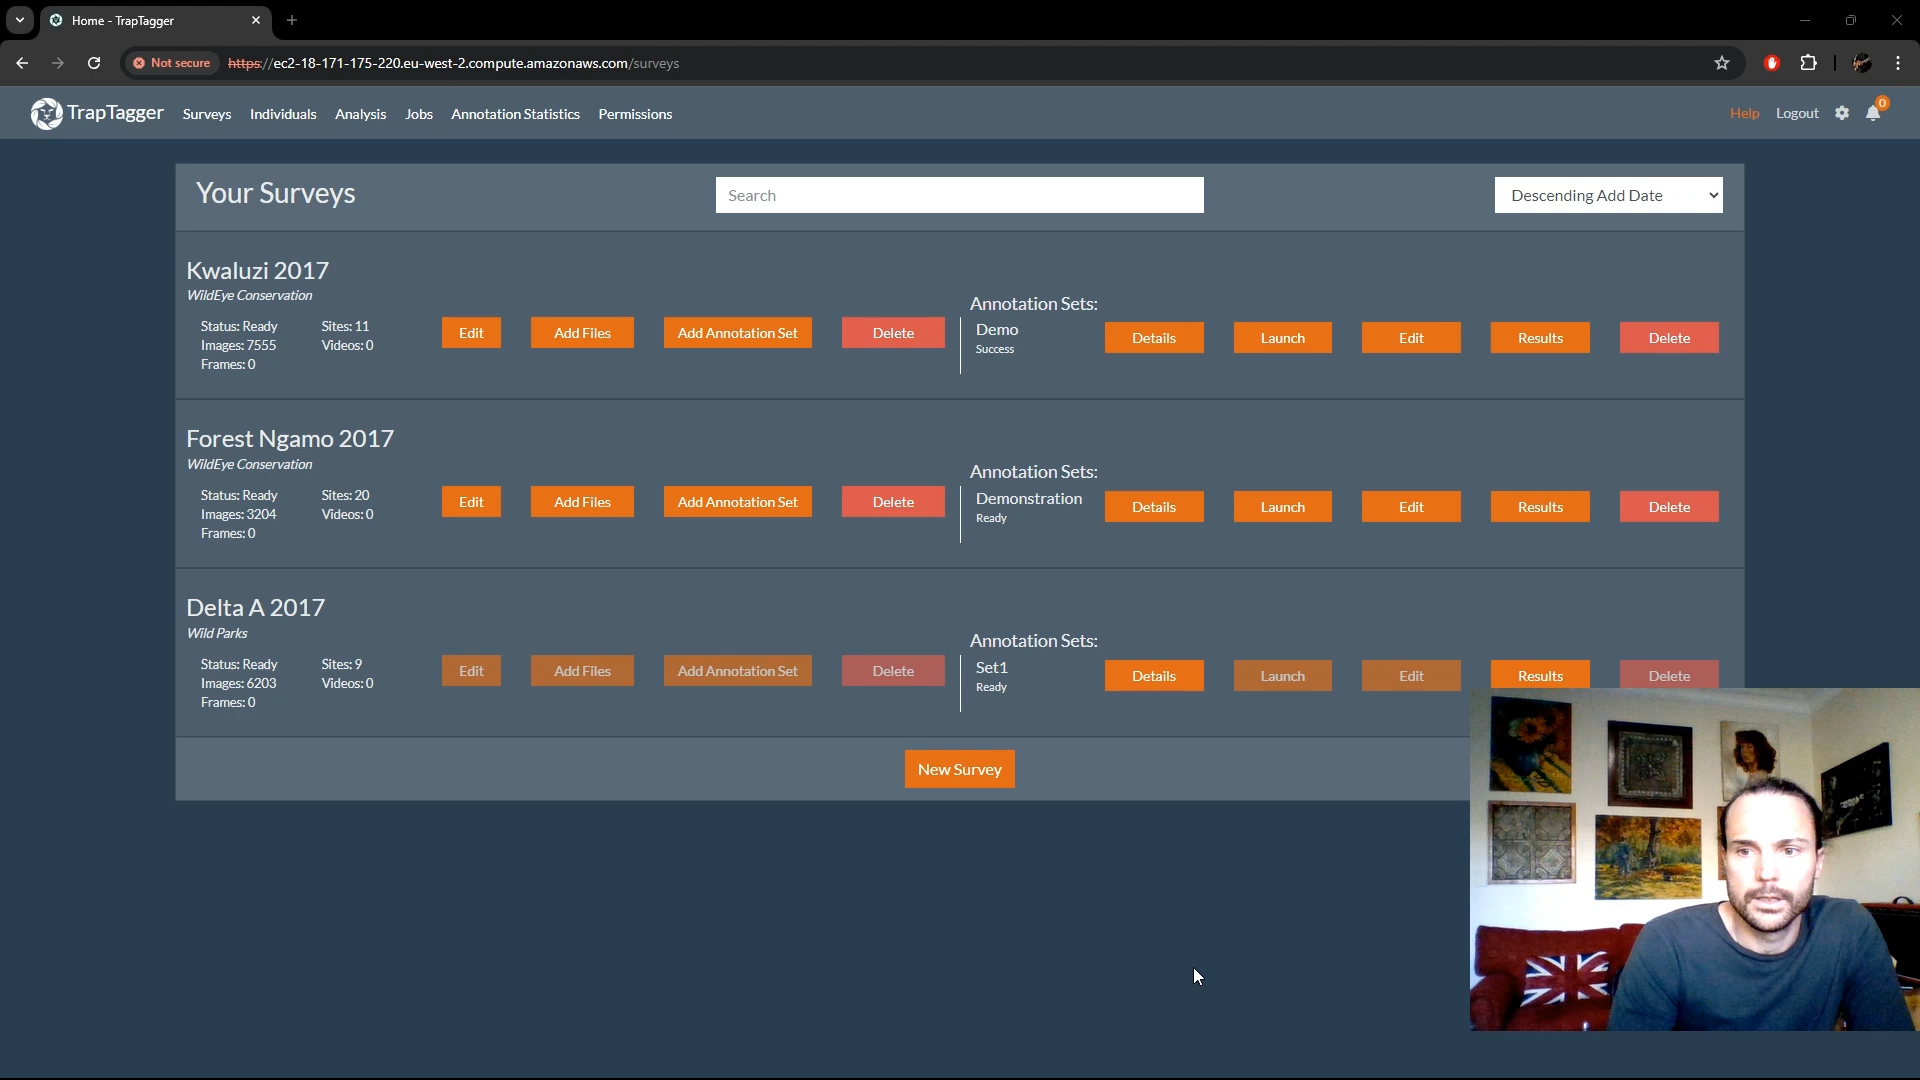 Home - TrapTagger
Not secure https://ec2-18-171-175-220.eu-west-2.compute.amazonaws.com/surveys
TrapTagger Surveys Individuals Analysis Jobs Annotation Statistics Permissions Help Logout 0
Your Surveys Search Descending Add Date
Kwaluzi 2017
WildEye Conservation
Annotation Sets:
Status: Ready Sites: 11 Edit Add Files Add Annotation Set Delete Demo Details Launch Edit Results Delete
Images: 7555 Videos: 0 Success
Frames: 0
Forest Ngamo 2017
WildEye Conservation
Annotation Sets:
Status: Ready Sites: 20 Edit Add Files Add Annotation Set Delete Demonstration Details Launch Edit Results Delete
Images: 3204 Videos: 0 Ready
Frames: 0
Delta A 2017
Wild Parks
Annotation Sets:
Status: Ready Sites: 9 Edit Add Files Add Annotation Set Delete Set1 Details Launch Edit Results Delete
Images: 6203 Videos: 0 Ready
Frames: 0
New Survey